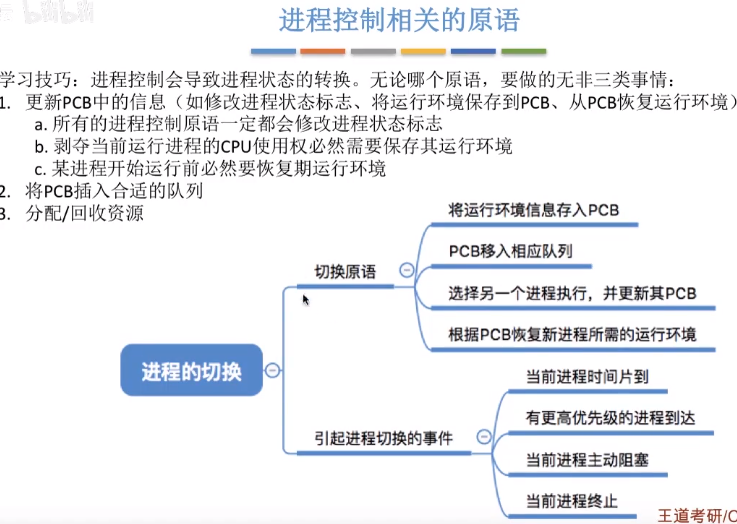 bilibili
进程控制相关的原语
学习技巧：进程控制会导致进程状态的转换。无论哪个原语，要做的无非三类事情：
1. 更新PCB中的信息（如修改进程状态标志、将运行环境保存到PCB、从PCB恢复运行环境）
a. 所有的进程控制原语一定都会修改进程状态标志
b. 剥夺当前运行进程的CPU使用权必然需要保存其运行环境
c. 某进程开始运行前必然要恢复期运行环境
2. 将PCB插入合适的队列
3. 分配/回收资源
将运行环境信息存入PCB
PCB移入相应队列
切换原语
选择另一个进程执行，并更新其PCB
根据PCB恢复新进程所需的运行环境
进程的切换
当前进程时间片到
有更高优先级的进程到达
引起进程切换的事件
当前进程主动阻塞
当前进程终止
王道考研/C